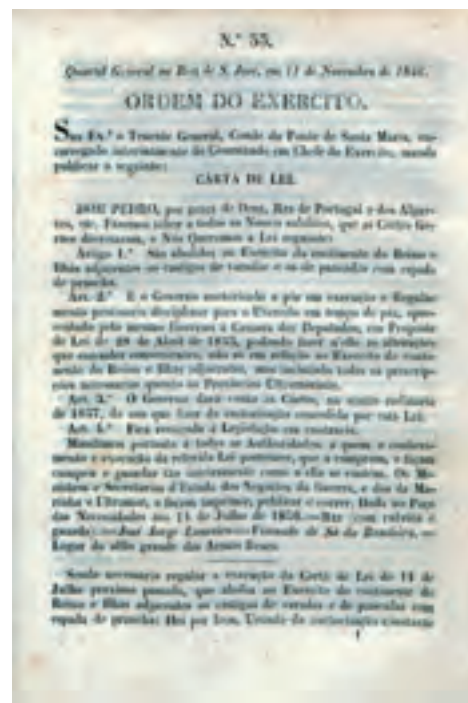 N.º 55.
Quartel General na Rua de S. José, em 11 de Novembro de 1856.
ORDEM DO EXERCITO.
Sua Ex.ª o Tenente General, Conde da Ponte de Santa Maria, en-
carregado interinamente do Commando em Chefe do Exercito, manda
publicar o seguinte:
CARTA DE LEI.
DOM PEDRO, por graça de Deos, Rei de Portugal e dos Algar-
ves, etc. Fazemos saber a todos os Nossos subditos, que as Côrtes Ge-
raes decretaram, e Nós Queremos a Lei seguinte:
Artigo 1.º São abolidos no Exercito do continente do Reino e
Ilhas adjacentes os castigos de varadas e os de pancadas com espada
de prancha.
Art. 2.º É o Governo auctorisado a pôr em execução o Regula-
mento provisorio disciplinar para o Exercito em tempo de paz, apre-
sentado pelo mesmo Governo á Camara dos Deputados, em Proposta
de Lei de 28 de Abril de 1855, podendo fazer n'elle as alterações
que entender convenientes, não só em relação ao Exercito do conti-
nente do Reino e Ilhas adjacentes, mas incluindo todas as prescrip-
ções necessarias quanto ás Provincias Ultramarinas.
Art. 3.º O Governo dará conta ás Côrtes, na sessão ordinaria
de 1857, do uso que fizer da auctorisação concedida por esta Lei.
Art. 4.º Fica revogada a Legislação em contrario.
Mandâmos portanto a todas as Authoridades, a quem o conheci-
mento e execução da referida Lei pertencer, que a cumpram, e façam
cumprir e guardar tão inteiramente como n'ella se contém. Os Mi-
nistros e Secretarios d'Estado dos Negocios da Guerra, e dos da Ma-
rinha e Ultramar, a façam imprimir, publicar e correr. Dada no Paço
das Necessidades aos 14 de Julho de 1856.—REI (com rubrica e
guarda).—José Jorge Loureiro—Visconde de Sá da Bandeira.—
Logar do sêllo grande das Armas Reaes.
Sendo necessario regular a execução da Carta de Lei de 14 de
Julho proximo passado, que aboliu no Exercito do continente do
Reino e Ilhas adjacentes os castigos de varadas e de pancadas com
espada de prancha: Hei por bem, Usando da auctorisação constante